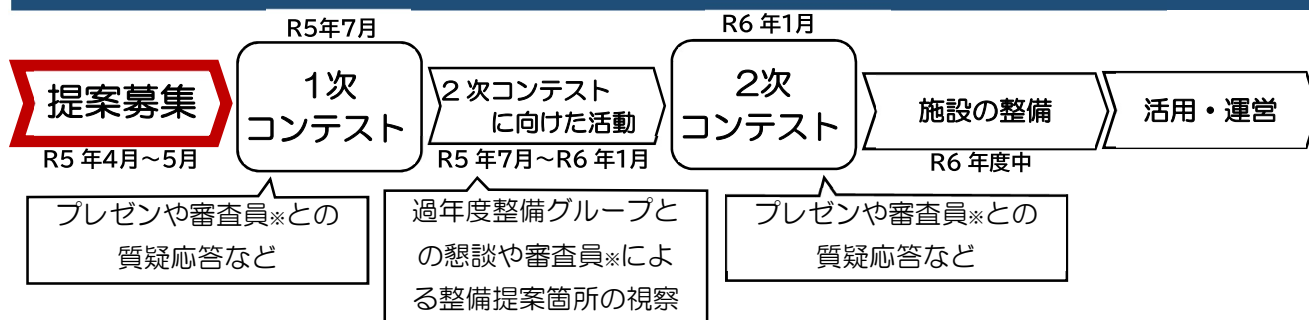 R5年7月
R6 年1月
提案募集
1次
コンテスト
2 次コンテスト
に向けた活動
2次
コンテスト
施設の整備
活用・運営
R5 年4月~5月
R5 年7月~R6 年1月
R6 年度中
プレゼンや審査員※との
質疑応答など
過年度整備グループと
の懇談や審査員※によ
る整備提案箇所の視察
プレゼンや審査員※との
質疑応答など